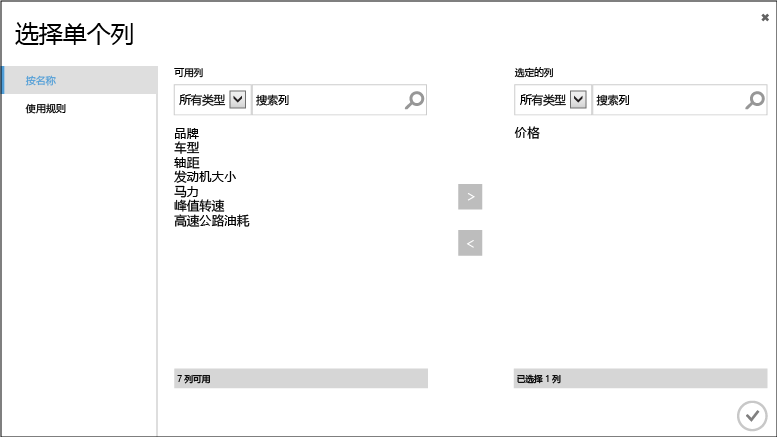 选择单个列
按名称
使用规则
可用列
所有类型
搜索列
品牌
车型
轴距
发动机大小
马力
峰值转速
高速公路油耗
7 列可用
>
<
选定的列
所有类型
搜索列
价格
已选择 1 列